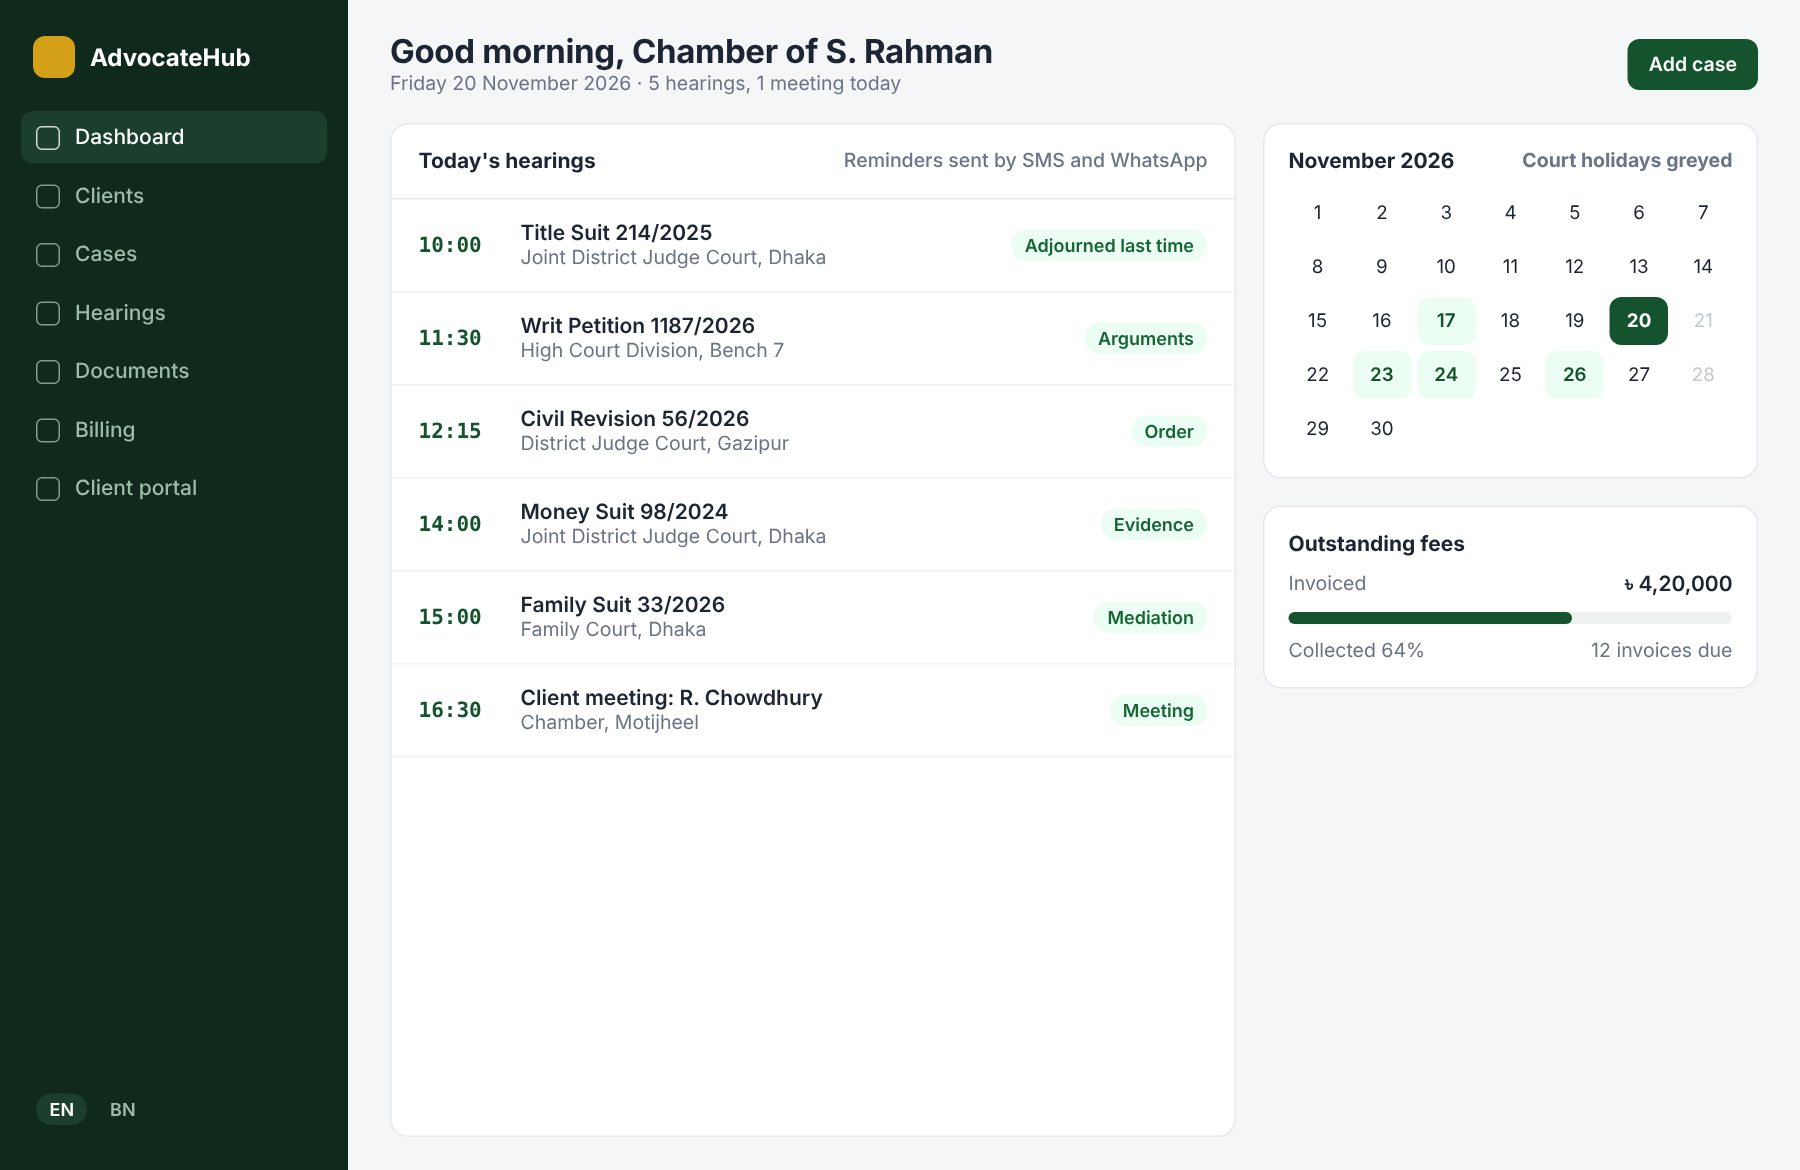 AdvocateHub
Dashboard
Clients
Cases
Hearings
Documents
Billing
Client portal
EN BN
Good morning, Chamber of S. Rahman
Friday 20 November 2026 · 5 hearings, 1 meeting today
Add case
Today's hearings Reminders sent by SMS and WhatsApp
10:00 Title Suit 214/2025 Adjourned last time
Joint District Judge Court, Dhaka
11:30 Writ Petition 1187/2026 Arguments
High Court Division, Bench 7
12:15 Civil Revision 56/2026 Order
District Judge Court, Gazipur
14:00 Money Suit 98/2024 Evidence
Joint District Judge Court, Dhaka
15:00 Family Suit 33/2026 Mediation
Family Court, Dhaka
16:30 Client meeting: R. Chowdhury Meeting
Chamber, Motijheel
November 2026 Court holidays greyed
1 2 3 4 5 6 7
8 9 10 11 12 13 14
15 16 17 18 19 20 21
22 23 24 25 26 27 28
29 30
Outstanding fees
Invoiced ৳ 4,20,000
Collected 64% 12 invoices due